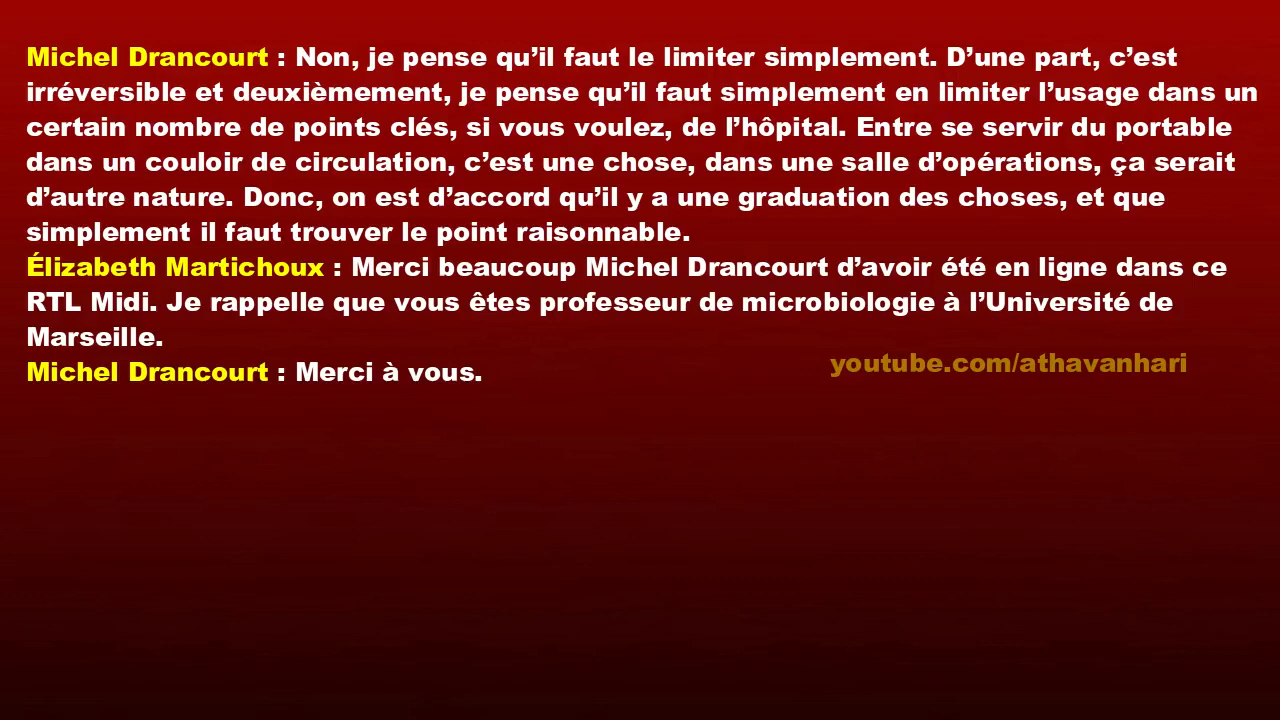 Michel Drancourt : Non, je pense qu’il faut le limiter simplement. D’une part, c’est
irréversible et deuxièmement, je pense qu’il faut simplement en limiter l’usage dans un
certain nombre de points clés, si vous voulez, de l’hôpital. Entre se servir du portable
dans un couloir de circulation, c’est une chose, dans une salle d’opérations, ça serait
d’autre nature. Donc, on est d’accord qu’il y a une graduation des choses, et que
simplement il faut trouver le point raisonnable.
Élizabeth Martichoux : Merci beaucoup Michel Drancourt d’avoir été en ligne dans ce
RTL Midi. Je rappelle que vous êtes professeur de microbiologie à l’Université de
Marseille.
Michel Drancourt : Merci à vous.
youtube.com/athavanhari